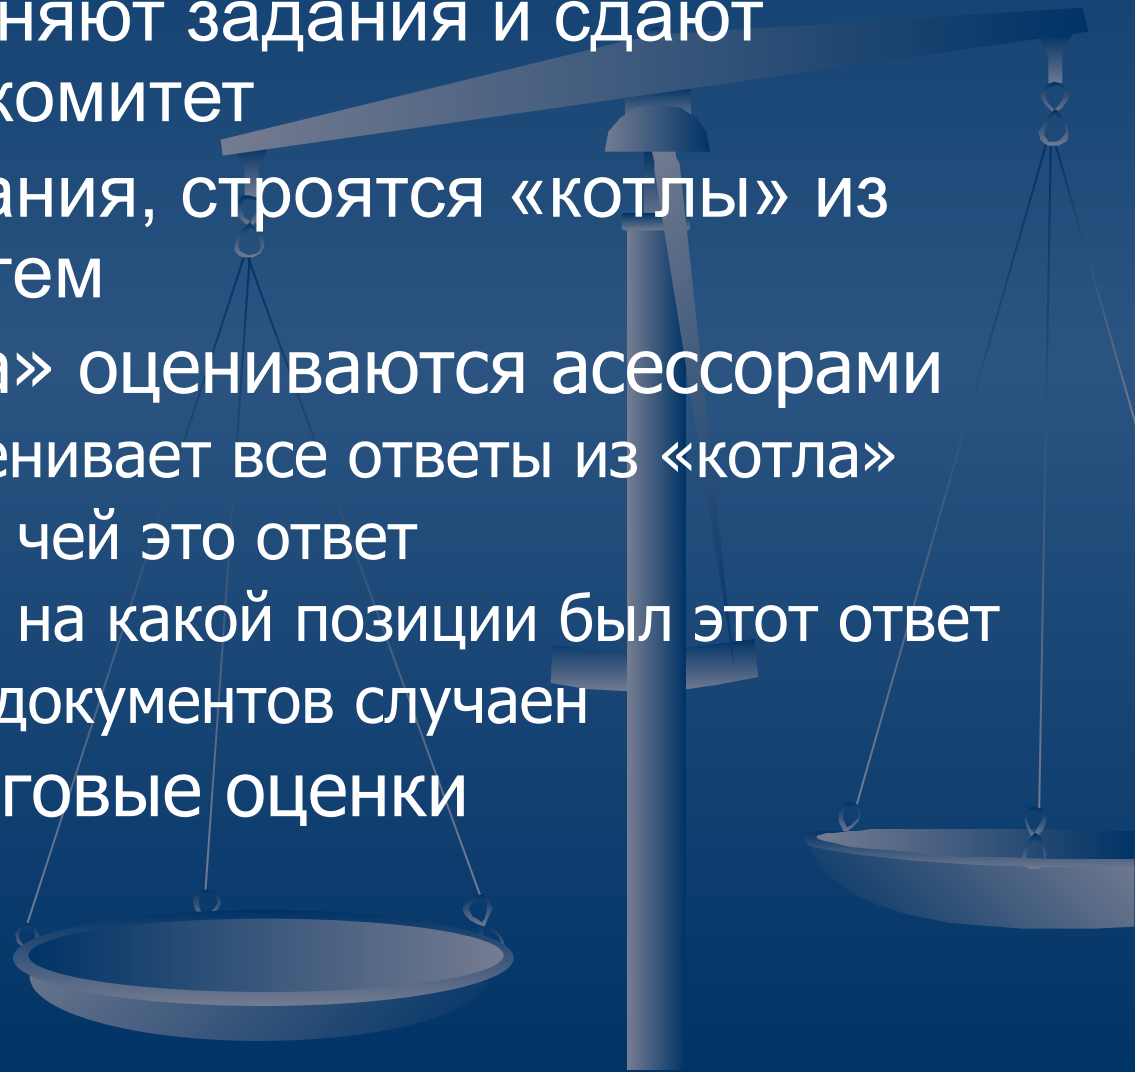 няют задания и сдают
комитет
ания, строятся «котлы» из
тем
а» оцениваются асессорами
енивает все ответы из «котла»
чей это ответ
на какой позиции был этот ответ
документов случаен
говые оценки